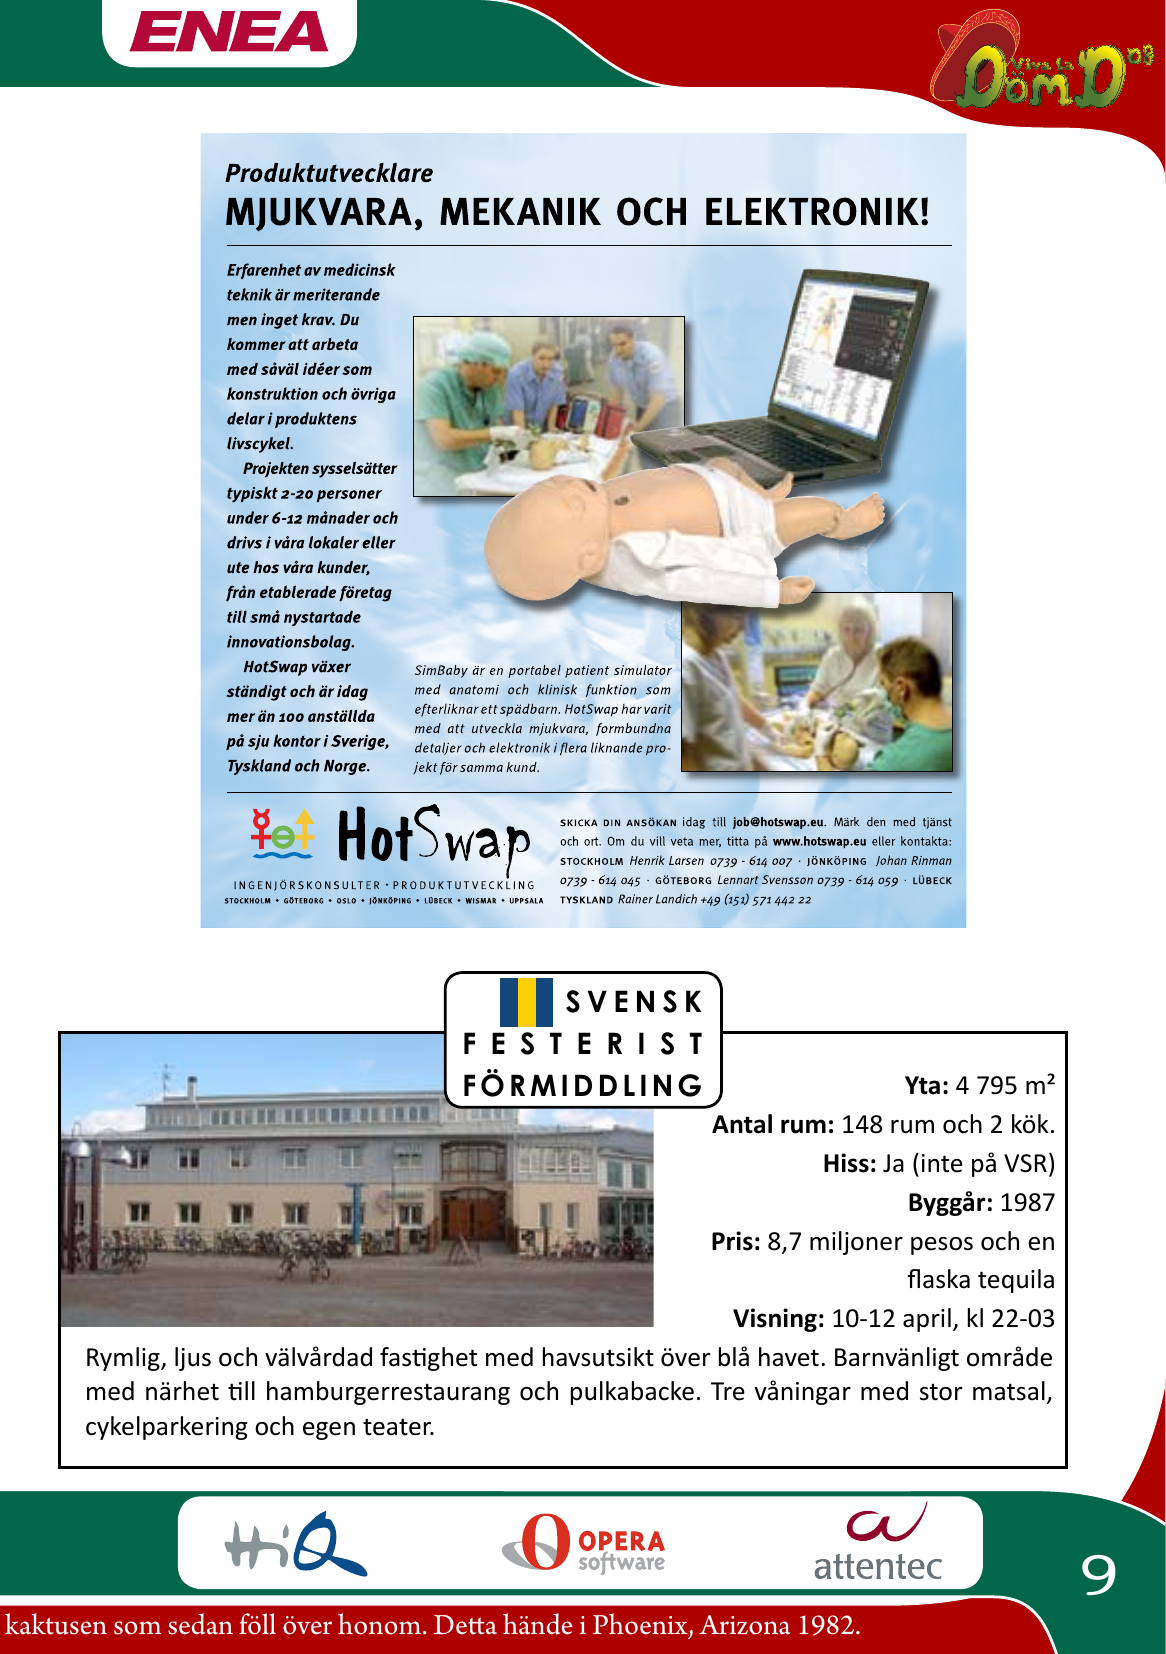 ENEA
Viva la
DömD08
Produktutvecklare
MJUKVARA, MEKANIK OCH ELEKTRONIK!
Erfarenhet av medicinsk
teknik är meriterande
men inget krav. Du
kommer att arbeta
med såväl idéer som
konstruktion och övriga
delar i produktens
livscykel.
Projekten sysselsätter
typiskt 2-20 personer
under 6-12 månader och
drivs i våra lokaler eller
ute hos våra kunder,
från etablerade företag
till små nystartade
innovationsbolag.
HotSwap växer
ständigt och är idag
mer än 100 anställda
på sju kontor i Sverige,
Tyskland och Norge.
SimBaby är en portabel patient simulator
med anatomi och klinisk funktion som
efterliknar ett spädbarn. HotSwap har varit
med att utveckla mjukvara, formbundna
detaljer och elektronik i flera liknande pro-
jekt för samma kund.
HotSwap
INGENJÖRSKONSULTER • PRODUKTUTVECKLING
STOCKHOLM • GÖTEBORG • OSLO • JÖNKÖPING • LÜBECK • WISMAR • UPPSALA
SKICKA DIN ANSÖKAN idag till job@hotswap.eu. Märk den med tjänst
och ort. Om du vill veta mer, titta på www.hotswap.eu eller kontakta:
STOCKHOLM Henrik Larsen 0739 - 614 007 · JÖNKÖPING Johan Rinman
0739 - 614 045 · GÖTEBORG Lennart Svensson 0739 - 614 059 · LÜBECK
TYSKLAND Rainer Landich +49 (151) 571 442 22
SVENSK
FESTERIST
FÖRMIDDLING
Yta: 4 795 m²
Antal rum: 148 rum och 2 kök.
Hiss: Ja (inte på VSR)
Byggår: 1987
Pris: 8,7 miljoner pesos och en
flaska tequila
Visning: 10-12 april, kl 22-03
Rymlig, ljus och välvårdad fastighet med havsutsikt över blå havet. Barnvänligt område
med närhet till hamburgerrestaurang och pulkabacke. Tre våningar med stor matsal,
cykelparkering och egen teater.
HiQ
OPERA
software
attentec
9
kaktusen som sedan föll över honom. Detta hände i Phoenix, Arizona 1982.